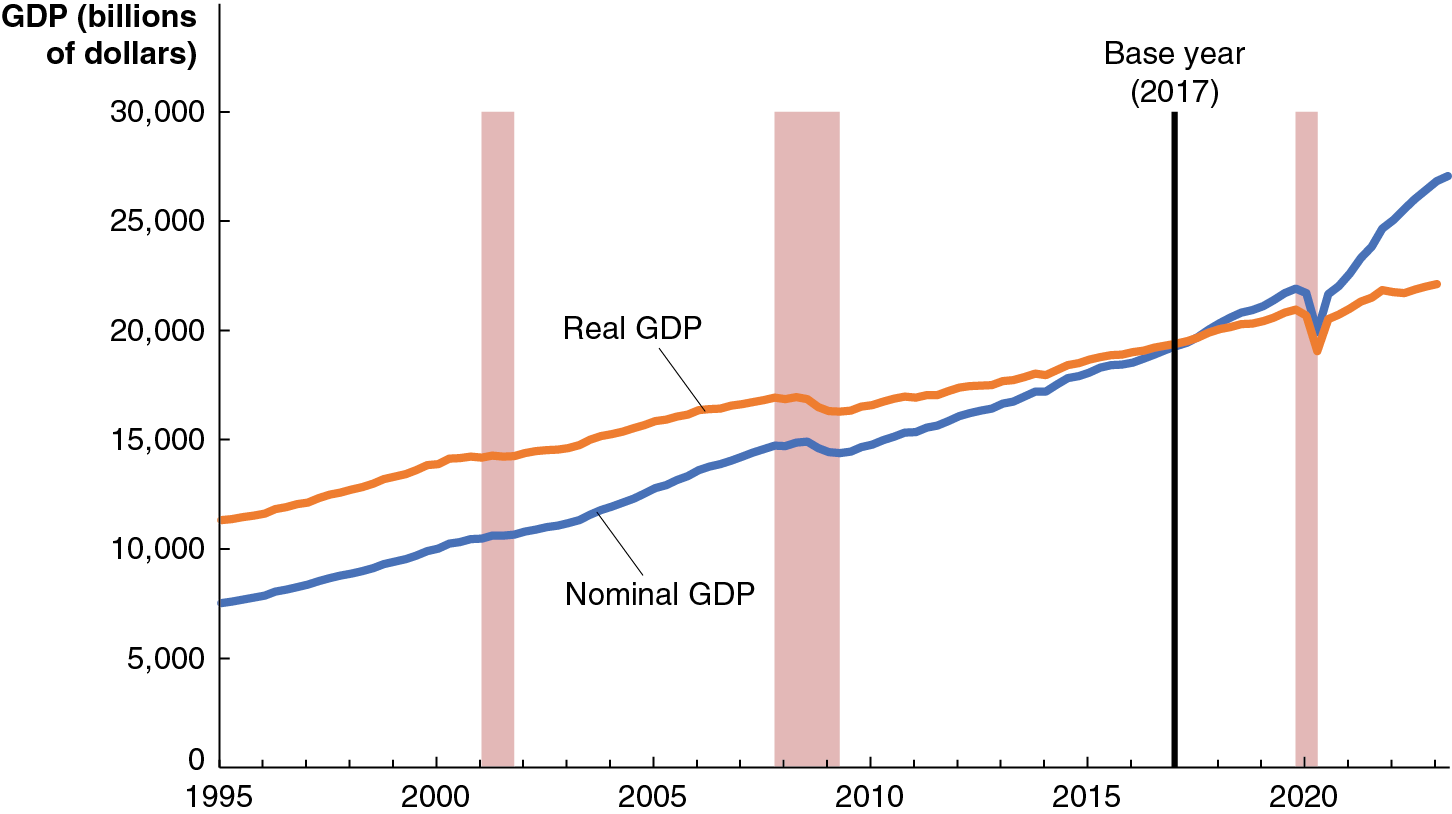 GDP (billions
of dollars)
Base year
(2017)
30,000
25,000
20,000
15,000
10,000
5,000
0
Real GDP
Nominal GDP
1995 2000 2005 2010 2015 2020